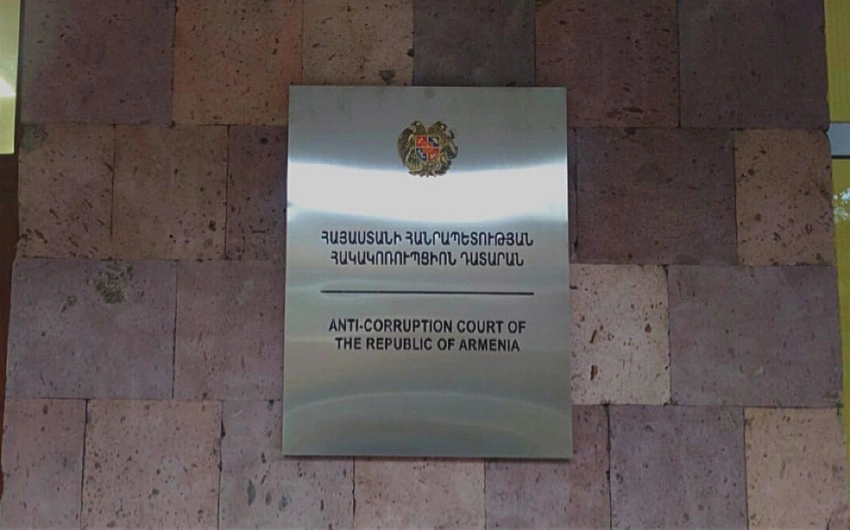 ՀԱՅԱՍՏԱՆԻ ՀԱՆՐԱՊԵՏՈՒԹՅԱՆ
ՀԱԿԱԿՈՌՈՒՊՑԻՈՆ ԴԱՏԱՐԱՆ
ANTI-CORRUPTION COURT OF
THE REPUBLIC OF ARMENIA